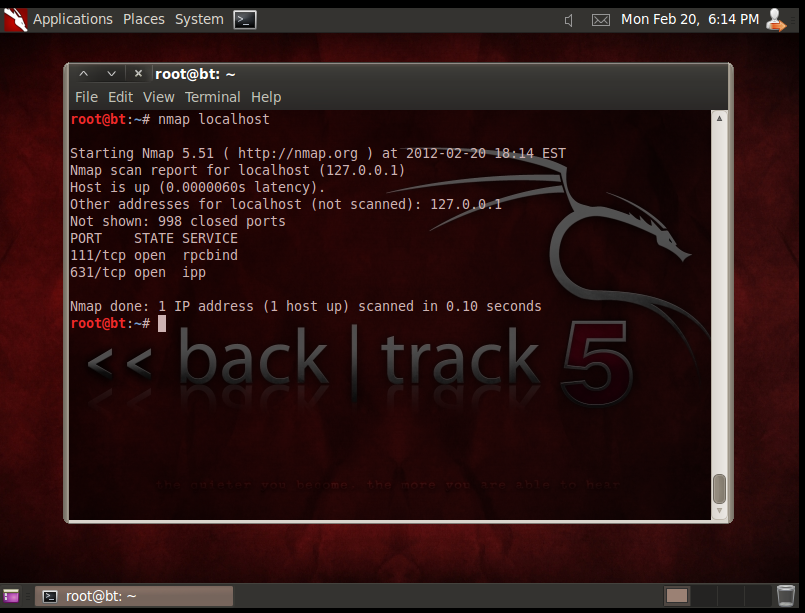 Applications Places System
Mon Feb 20, 6:14 PM
root@bt: ~
File Edit View Terminal Help
root@bt:~# nmap localhost
Starting Nmap 5.51 ( http://nmap.org ) at 2012-02-20 18:14 EST
Nmap scan report for localhost (127.0.0.1)
Host is up (0.0000060s latency).
Other addresses for localhost (not scanned): 127.0.0.1
Not shown: 998 closed ports
PORT    STATE SERVICE
111/tcp open  rpcbind
631/tcp open  ipp
Nmap done: 1 IP address (1 host up) scanned in 0.10 seconds
root@bt:~#
<< back | track 5
the quieter you become, the more you are able to hear
root@bt: ~